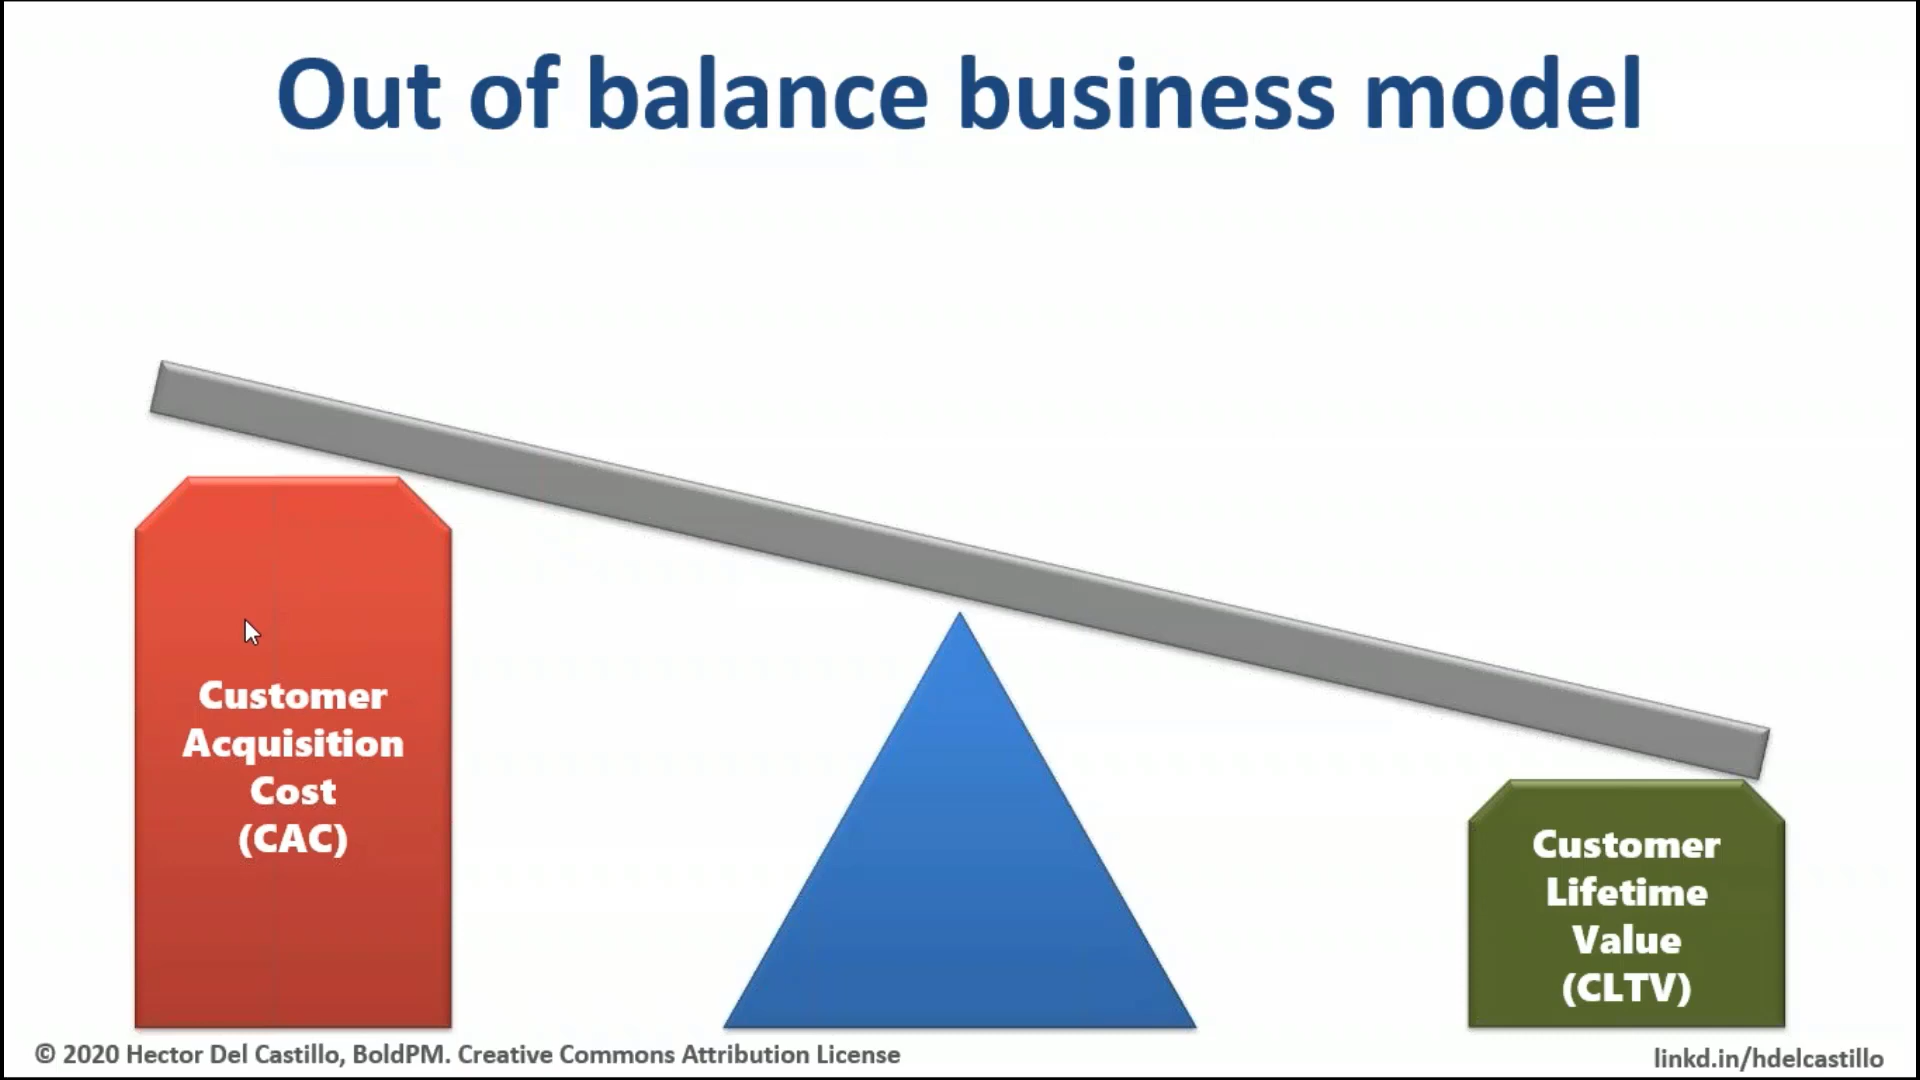 Out of balance business model
Customer
Acquisition
Cost
(CAC)
Customer
Lifetime
Value
(CLTV)
© 2020 Hector Del Castillo, BoldPM. Creative Commons Attribution License
linkd.in/hdelcastillo